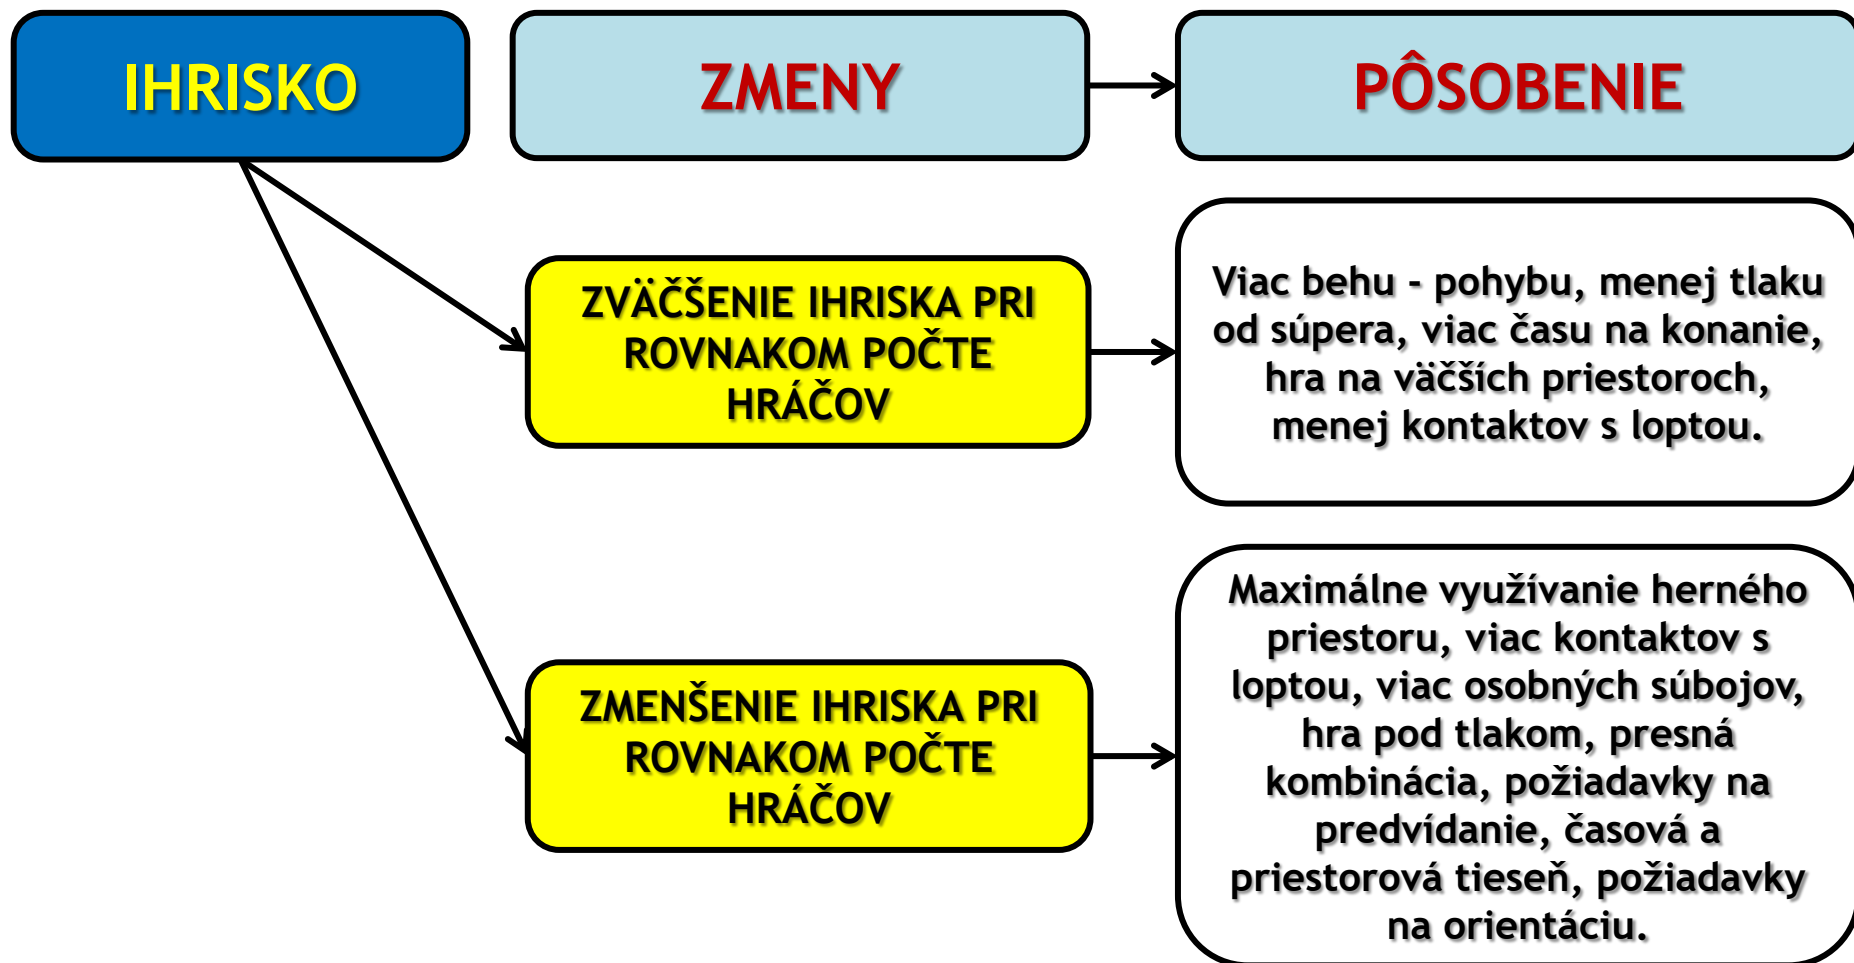 IHRISKO
ZMENY
PÔSOBENIE
ZVÄČŠENIE IHRISKA PRI
ROVNAKOM POČTE
HRÁČOV
Viac behu - pohybu, menej tlaku
od súpera, viac času na konanie,
hra na väčších priestoroch,
menej kontaktov s loptou.
ZMENŠENIE IHRISKA PRI
ROVNAKOM POČTE
HRÁČOV
Maximálne využívanie herného
priestoru, viac kontaktov s
loptou, viac osobných súbojov,
hra pod tlakom, presná
kombinácia, požiadavky na
predvídanie, časová a
priestorová tieseň, požiadavky
na orientáciu.